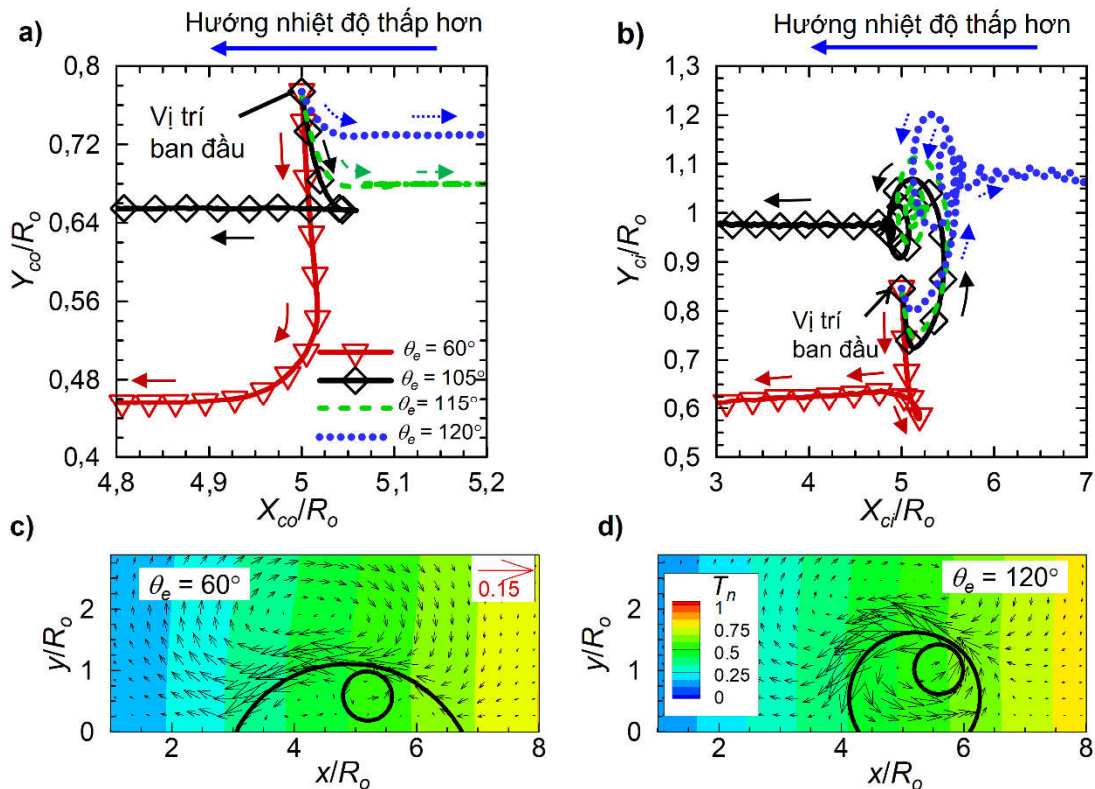 a)
Hướng nhiệt độ thấp hơn
0,8
0,72
0,64
0,56
0,48
0,4
Y_co/R_o
Vị trí
ban đầu
θ_e = 60°
θ_e = 105°
θ_e = 115°
θ_e = 120°
4,8 4,9 5 5,1 5,2
X_co/R_o
b)
Hướng nhiệt độ thấp hơn
1,3
1,2
1,1
1
0,9
0,8
0,7
0,6
0,5
Y_ci/R_o
Vị trí
ban đầu
3 4 5 6 7
X_ci/R_o
c)
θ_e = 60°
0.15
2
1
0
y/R_o
2 4 6 8
x/R_o
d)
T_n
1
0.75
0.5
0.25
0
θ_e = 120°
2
1
0
y/R_o
2 4 6 8
x/R_o